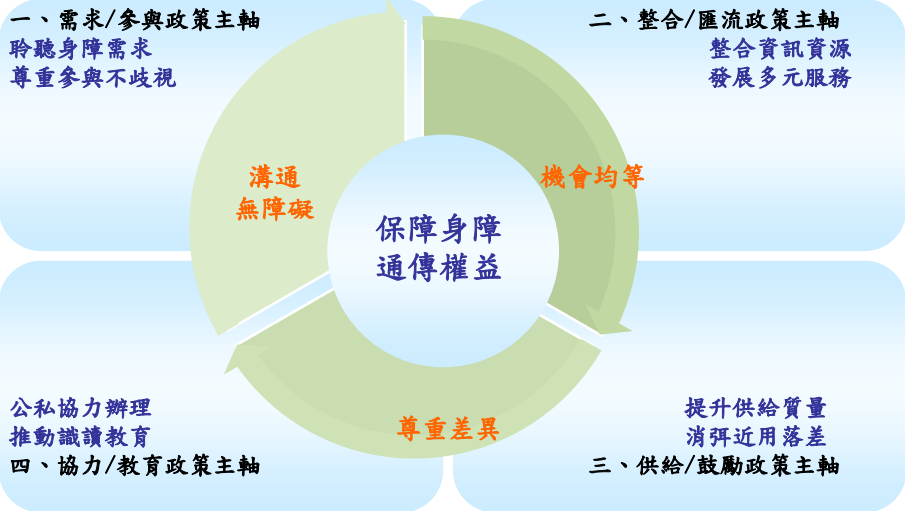 一、需求/參與政策主軸
聆聽身障需求
尊重參與不歧視
二、整合/匯流政策主軸
整合資訊資源
發展多元服務
溝通
無障礙
機會均等
保障身障
通傳權益
尊重差異
公私協力辦理
推動識讀教育
四、協力/教育政策主軸
提升供給質量
消弭近用落差
三、供給/鼓勵政策主軸